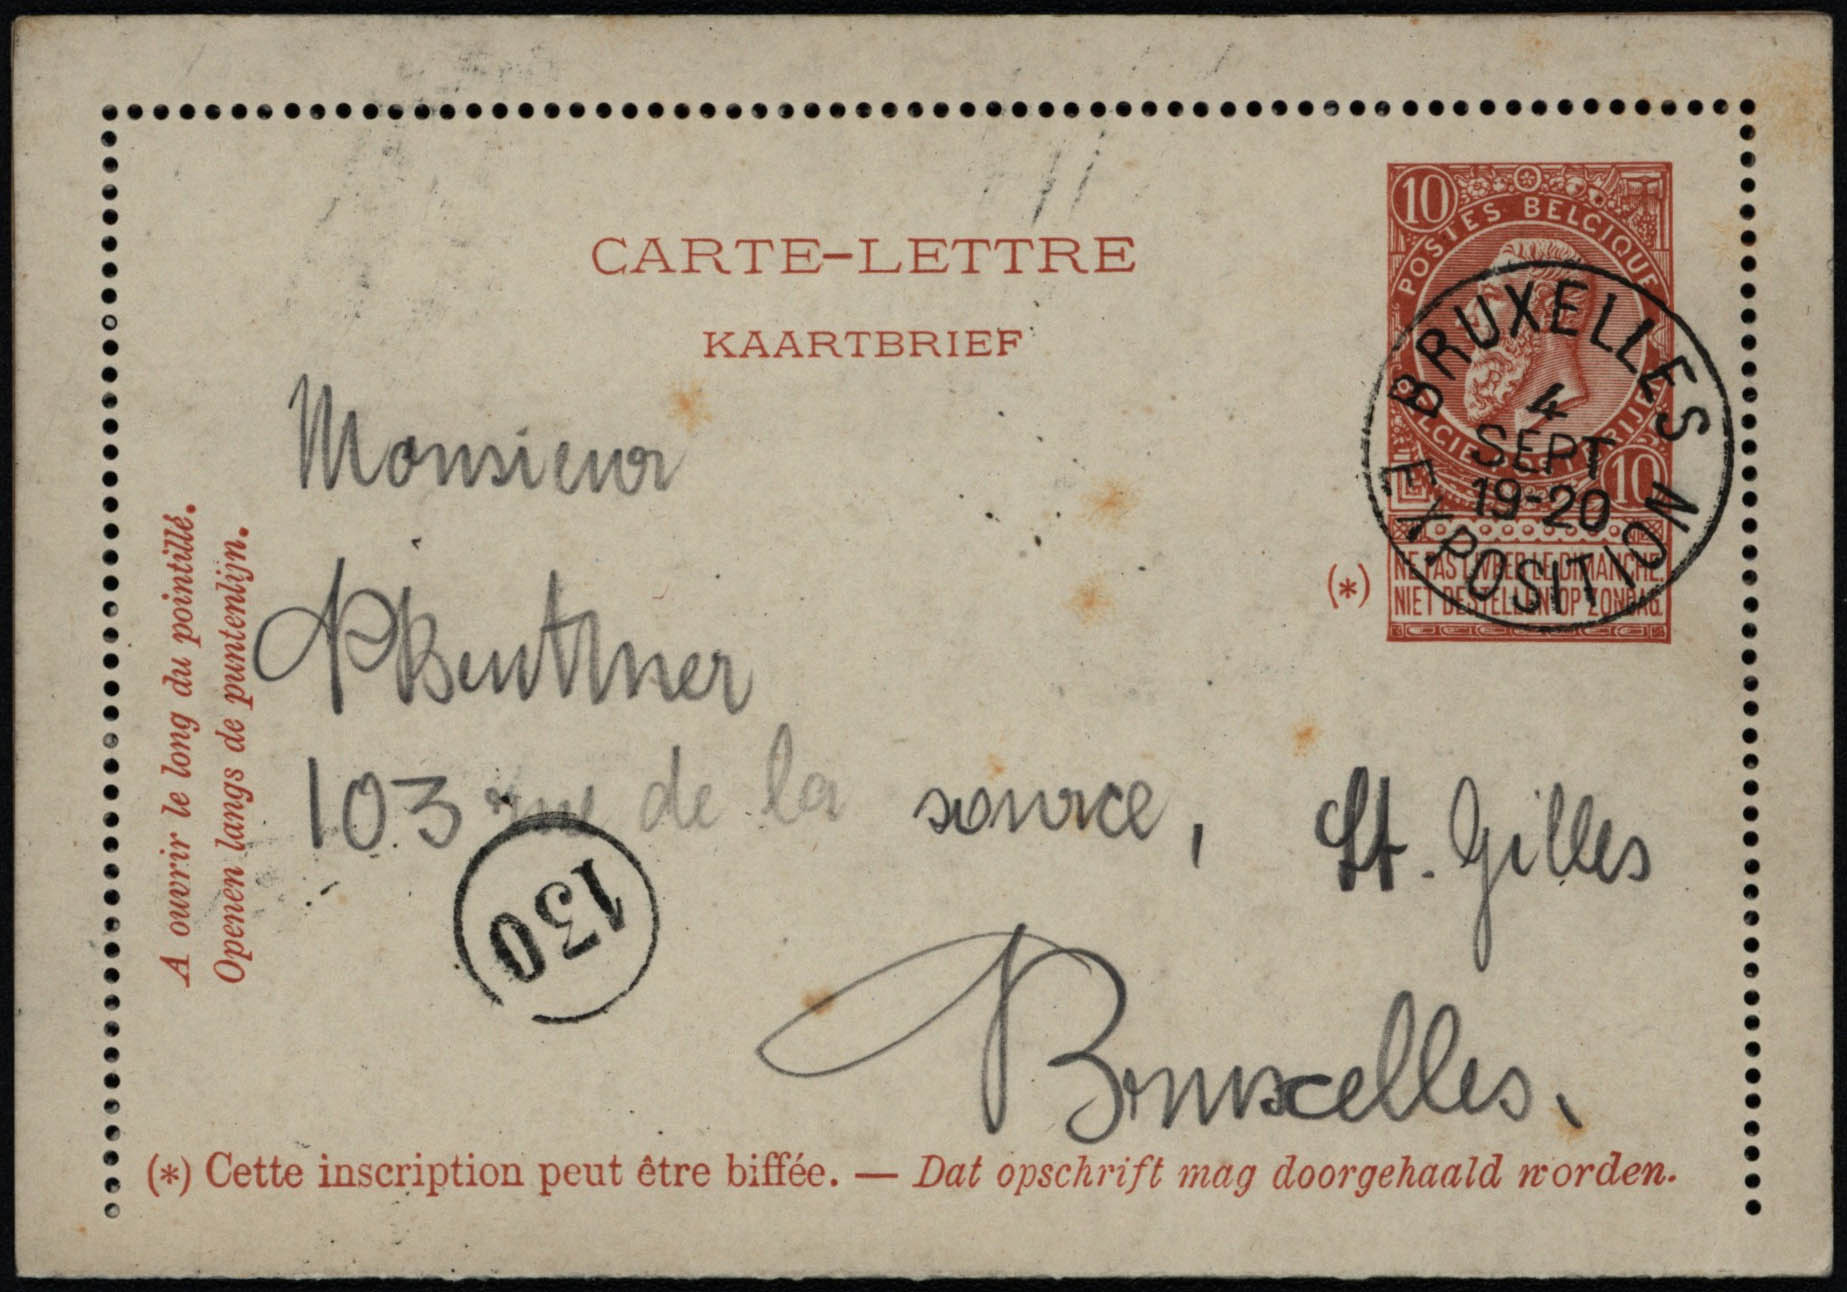 CARTE-LETTRE
KAARTBRIEF
10
POSTES BELGIQUE
10
NE PAS LIVRER LE DIMANCHE.
NIET BESTELLEN OP ZONDAG.
(*)
BRUXELLES
4
SEPT
19-20
EXPOSITION
A ouvrir le long du pointillé.
Openen langs de puntenlijn.
Monsieur
103 rue de la source, St. Gilles
130
Bruxelles.
(*) Cette inscription peut être biffée. — Dat opschrift mag doorgehaald worden.